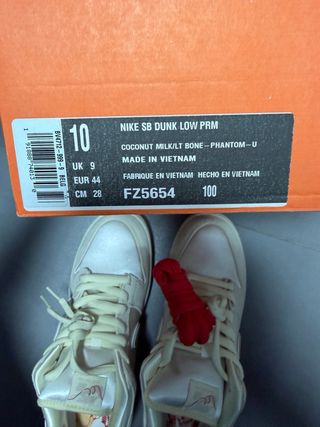 10
UK 9
EUR 44
CM 28
NIKE SB DUNK LOW PRM
COCONUT MILK/LT BONE-PHANTOM-U
MADE IN VIETNAM
FABRIQUE EN VIETNAM HECHO EN VIETNAM
FZ5654 100